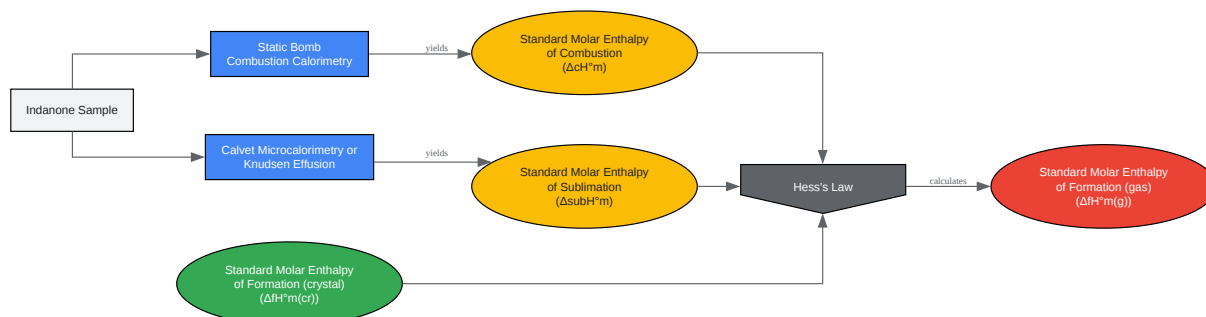 Static Bomb
Combustion Calorimetry
yields
Standard Molar Enthalpy
of Combustion
(ΔcH°m)
Indanone Sample
Calvet Microcalorimetry or
Knudsen Effusion
yields
Standard Molar Enthalpy
of Sublimation
(ΔsubH°m)
Hess's Law
calculates
Standard Molar Enthalpy
of Formation (gas)
(ΔfH°m(g))
Standard Molar Enthalpy
of Formation (crystal)
(ΔfH°m(cr))